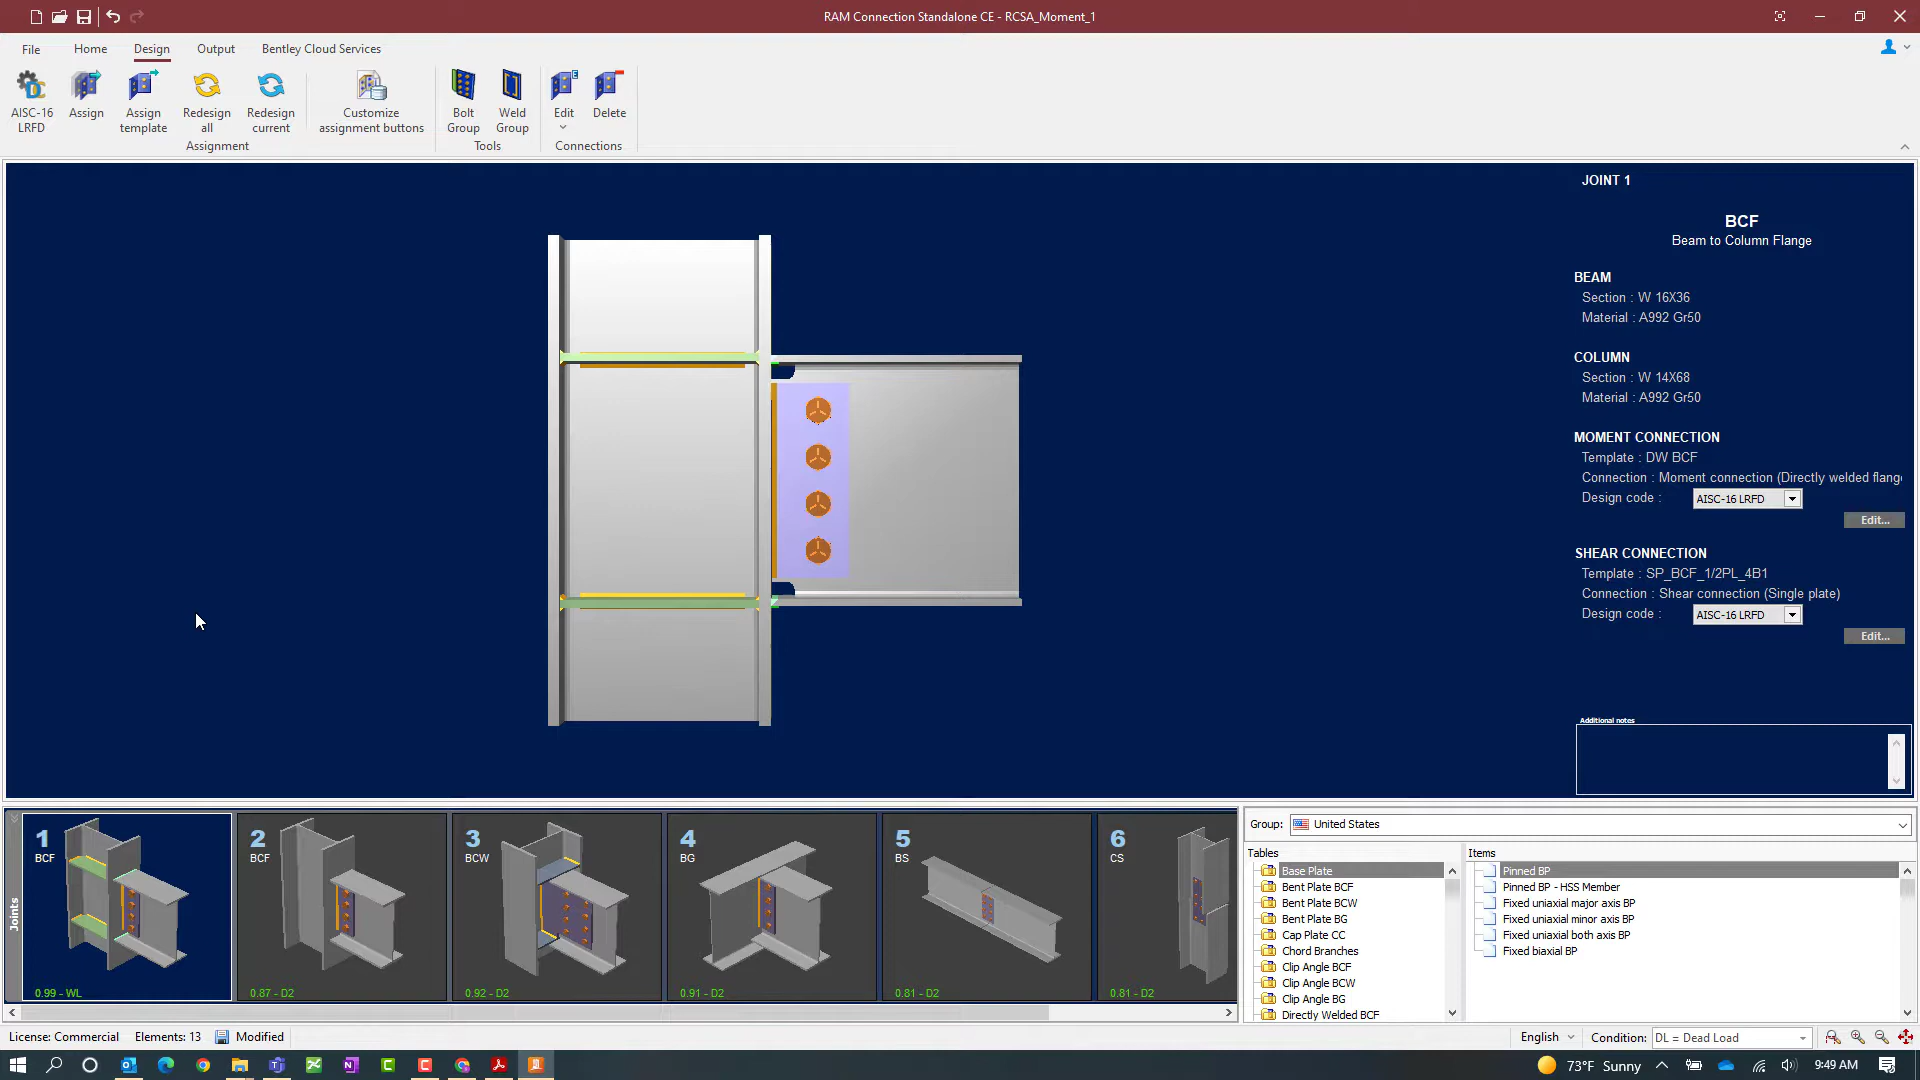 RAM Connection Standalone CE - RCSA_Moment_1
File
Home
Design
Output
Bentley Cloud Services
AISC-16
LRFD
Assign
Assign
template
Redesign
all
Redesign
current
Customize
assignment buttons
Bolt
Group
Weld
Group
Edit
Delete
Assignment
Tools
Connections
JOINT 1
BCF
Beam to Column Flange
BEAM
Section : W 16X36
Material : A992 Gr50
COLUMN
Section : W 14X68
Material : A992 Gr50
MOMENT CONNECTION
Template : DW BCF
Connection : Moment connection (Directly welded flang
Design code : AISC-16 LRFD
Edit...
SHEAR CONNECTION
Template : SP_BCF_1/2PL_4B1
Connection : Shear connection (Single plate)
Design code : AISC-16 LRFD
Edit...
Additional notes
Joints
1
BCF
0.99 - WL
2
BCF
0.87 - D2
3
BCW
0.92 - D2
4
BG
0.91 - D2
5
BS
0.81 - D2
6
CS
0.81 - D2
Group: United States
Tables
Base Plate
Bent Plate BCF
Bent Plate BCW
Bent Plate BG
Cap Plate CC
Chord Branches
Clip Angle BCF
Clip Angle BCW
Clip Angle BG
Directly Welded BCF
Items
Pinned BP
Pinned BP - HSS Member
Fixed uniaxial major axis BP
Fixed uniaxial minor axis BP
Fixed uniaxial both axis BP
Fixed biaxial BP
License: Commercial
Elements: 13
Modified
English
Condition: DL = Dead Load
73°F Sunny
9:49 AM